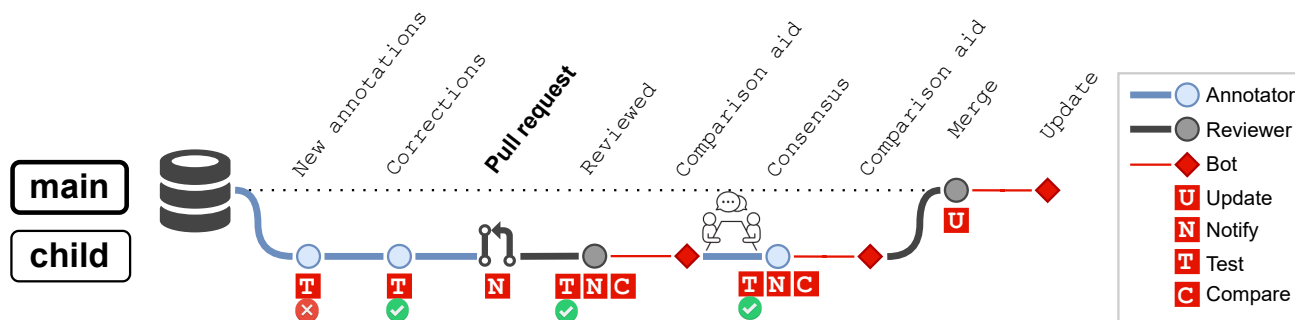 New annotations
Corrections
Pull request
Reviewed
Comparison aid
Consensus
Comparison aid
Merge
Update
main
child
T
T
N
T N C
T N C
U
Annotator
Reviewer
Bot
U Update
N Notify
T Test
C Compare